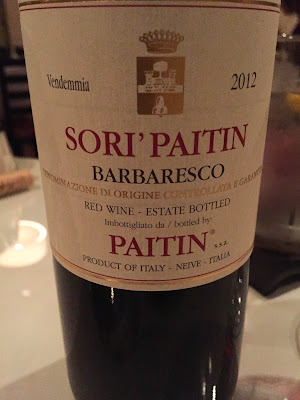 Vendemmia 2012
SORI' PAITIN
BARBARESCO
DENOMINAZIONE DI ORIGINE CONTROLLATA E GARANTITA
RED WINE - ESTATE BOTTLED
Imbottigliato da / bottled by
PAITIN® s.s.a.
PRODUCT OF ITALY - NEIVE - ITALIA